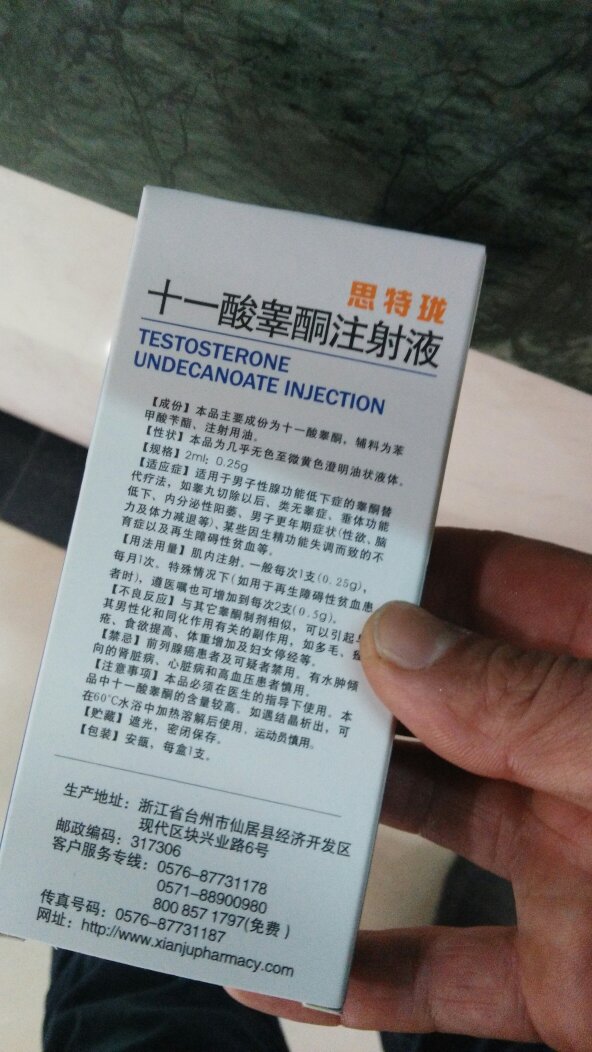 思特珑
十一酸睾酮注射液
TESTOSTERONE
UNDECANOATE INJECTION
【成份】本品主要成份为十一酸睾酮，辅料为苯
甲酸苄酯、注射用油。
【性状】本品为几乎无色至微黄色澄明油状液体。
【规格】2ml：0.25g
【适应症】适用于男子性腺功能低下症的睾酮替
代疗法，如睾丸切除以后、类无睾症、垂体功能
低下、内分泌性阳萎、男子更年期症状(性欲、脑
力及体力减退等)、某些因生精功能失调而致的不
育症以及再生障碍性贫血等。
【用法用量】肌内注射。一般每次1支(0.25g)，
每月1次。特殊情况下(如用于再生障碍性贫血患
者时)，遵医嘱也可增加到每次2支(0.5g)。
【不良反应】与其它睾酮制剂相似，可以引起与
其男性化和同化作用有关的副作用，如多毛、痤
疮、食欲提高、体重增加及妇女停经等。
【禁忌】前列腺癌患者及可疑者禁用。有水肿倾
向的肾脏病、心脏病和高血压患者慎用。
【注意事项】本品必须在医生的指导下使用。本
品中十一酸睾酮的含量较高。如遇结晶析出，可
在60℃水浴中加热溶解后使用。运动员慎用。
【贮藏】遮光，密闭保存。
【包装】安瓿，每盒1支。
生产地址：浙江省台州市仙居县经济开发区
现代区块兴业路6号
邮政编码：317306
客户服务专线：0576-87731178
0571-88900980
800 857 1797(免费)
传真号码：0576-87731187
网址：http://www.xianjupharmacy.com